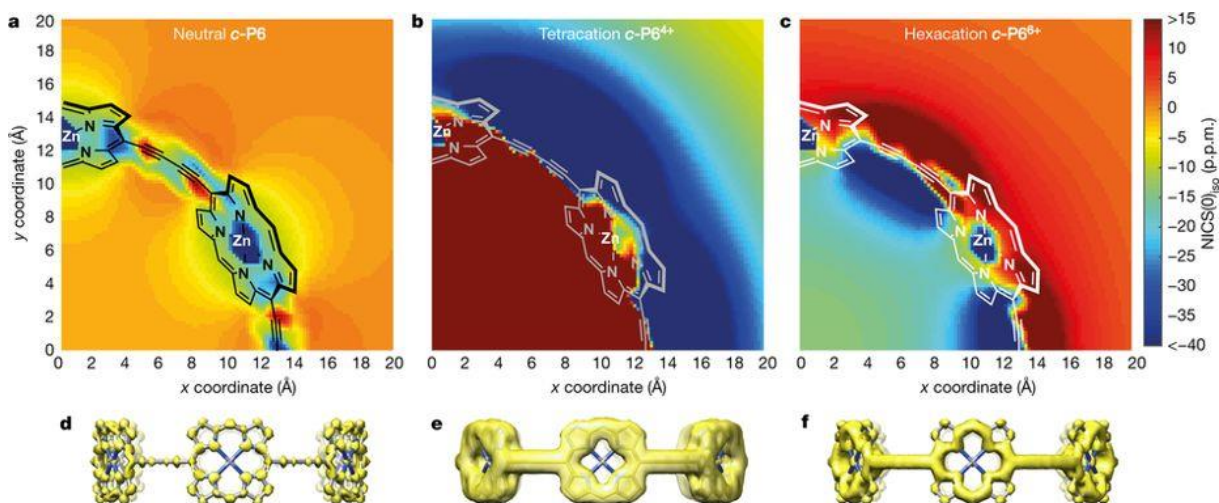 a
Neutral c-P6
b
Tetracation c-P6⁴⁺
c
Hexacation c-P6⁶⁺
20
18
16
14
12
10
8
6
4
2
0
y coordinate (Å)
Zn
N
N
N
N
Zn
N
N
0 2 4 6 8 10 12 14 16 18 20
x coordinate (Å)
Zn
N
N
N
N
Zn
N
N
0 2 4 6 8 10 12 14 16 18 20
x coordinate (Å)
Zn
N
N
N
N
Zn
N
N
0 2 4 6 8 10 12 14 16 18 20
x coordinate (Å)
>15
10
5
0
−5
−10
−15
−20
−25
−30
−35
<−40
NICS(0)iso (p.p.m.)
d
e
f